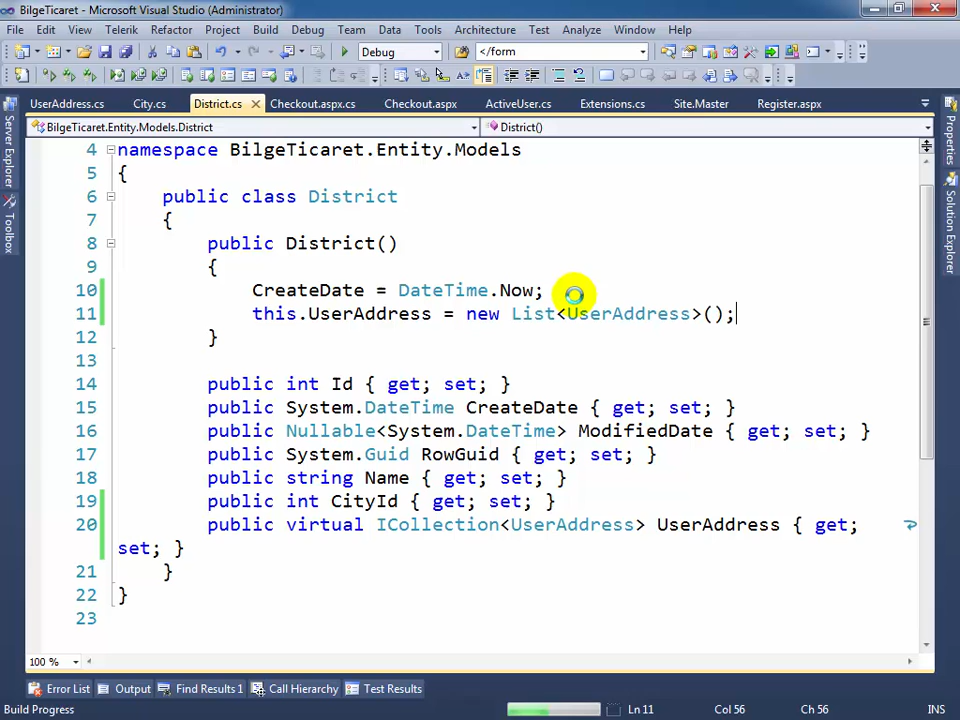 BilgeTicaret - Microsoft Visual Studio (Administrator)
File Edit View Telerik Refactor Project Build Debug Team Data Tools Architecture Test Analyze Window Help
Debug </form
UserAddress.cs City.cs District.cs Checkout.aspx.cs Checkout.aspx ActiveUser.cs Extensions.cs Site.Master Register.aspx
BilgeTicaret.Entity.Models.District District()
Server Explorer
Toolbox
Properties
Solution Explorer
4 namespace BilgeTicaret.Entity.Models
5 {
6 public class District
7 {
8 public District()
9 {
10 CreateDate = DateTime.Now;
11 this.UserAddress = new List<UserAddress>();
12 }
13
14 public int Id { get; set; }
15 public System.DateTime CreateDate { get; set; }
16 public Nullable<System.DateTime> ModifiedDate { get; set; }
17 public System.Guid RowGuid { get; set; }
18 public string Name { get; set; }
19 public int CityId { get; set; }
20 public virtual ICollection<UserAddress> UserAddress { get;
set; }
21 }
22 }
23
100 %
Error List Output Find Results 1 Call Hierarchy Test Results
Build Progress Ln 11 Col 56 Ch 56 INS